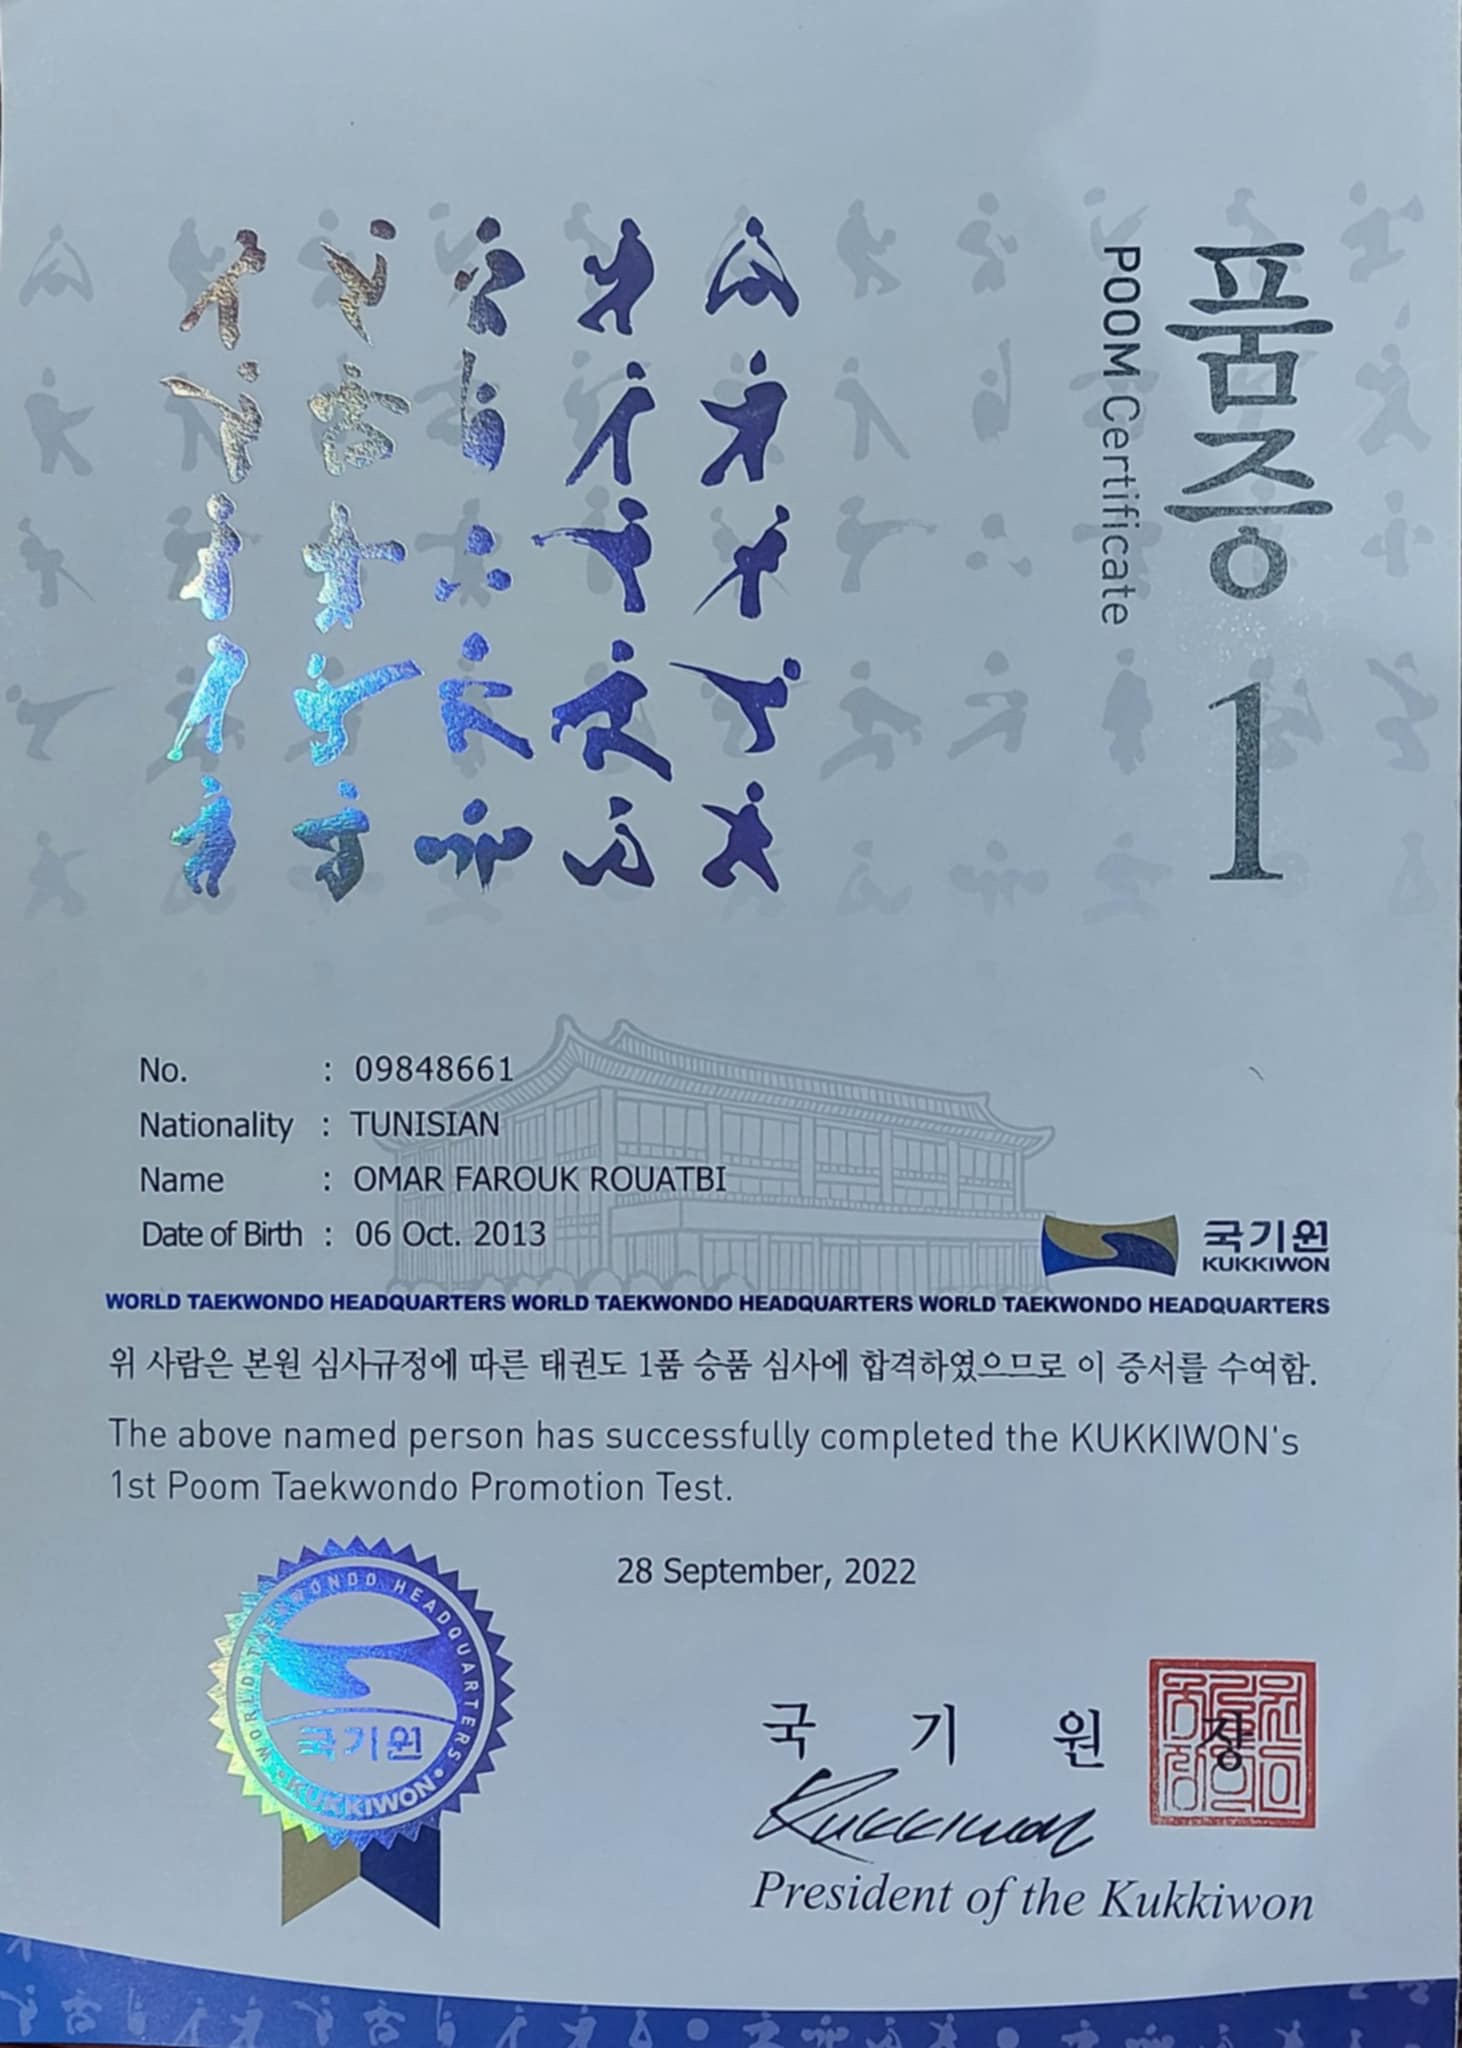 품증 1
POOM Certificate
No. : 09848661
Nationality : TUNISIAN
Name : OMAR FAROUK ROUATBI
Date of Birth : 06 Oct. 2013
국기원
KUKKIWON
WORLD TAEKWONDO HEADQUARTERS WORLD TAEKWONDO HEADQUARTERS WORLD TAEKWONDO HEADQUARTERS
위 사람은 본원 심사규정에 따른 태권도 1품 승품 심사에 합격하였으므로 이 증서를 수여함.
The above named person has successfully completed the KUKKIWON's
1st Poom Taekwondo Promotion Test.
28 September, 2022
WORLD TAEKWONDO HEADQUARTERS
국기원
KUKKIWON
국 기 원 장
Kukkiwon
President of the Kukkiwon